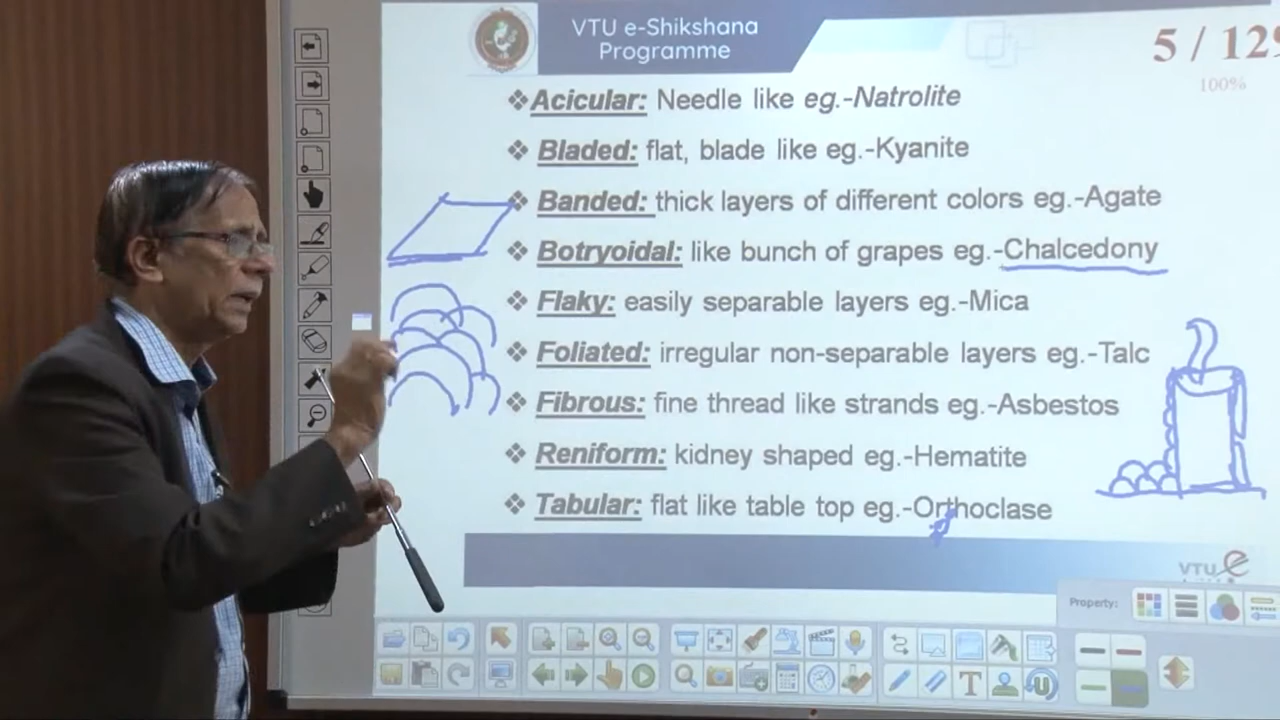 VTU e-Shikshana
Programme
5 / 129
100%
❖Acicular: Needle like eg.-Natrolite
❖ Bladed: flat, blade like eg.-Kyanite
❖ Banded: thick layers of different colors eg.-Agate
❖ Botryoidal: like bunch of grapes eg.-Chalcedony
❖ Flaky: easily separable layers eg.-Mica
❖ Foliated: irregular non-separable layers eg.-Talc
❖ Fibrous: fine thread like strands eg.-Asbestos
❖ Reniform: kidney shaped eg.-Hematite
❖ Tabular: flat like table top eg.-Orthoclase
VTU e
Property: